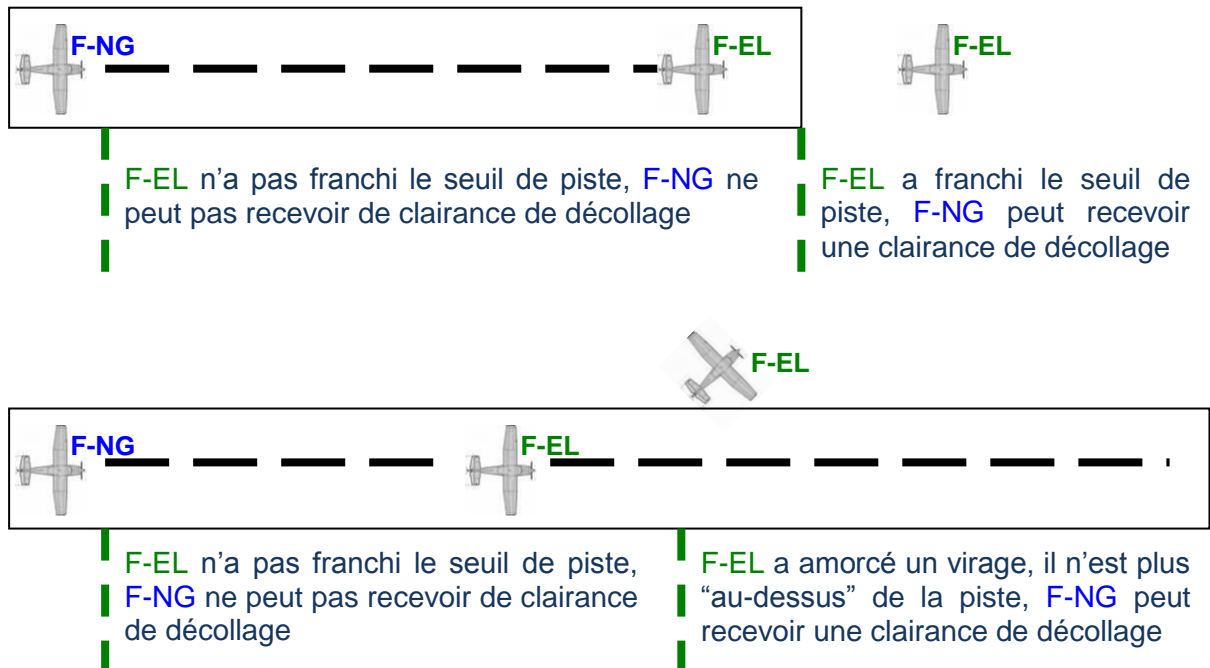 F-NG
F-EL
F-EL
F-EL n'a pas franchi le seuil de piste, F-NG ne
peut pas recevoir de clairance de décollage
F-EL a franchi le seuil de
piste, F-NG peut recevoir
une clairance de décollage
F-EL
F-NG
F-EL
F-EL n'a pas franchi le seuil de piste,
F-NG ne peut pas recevoir de clairance
de décollage
F-EL a amorcé un virage, il n’est plus
“au-dessus” de la piste, F-NG peut
recevoir une clairance de décollage